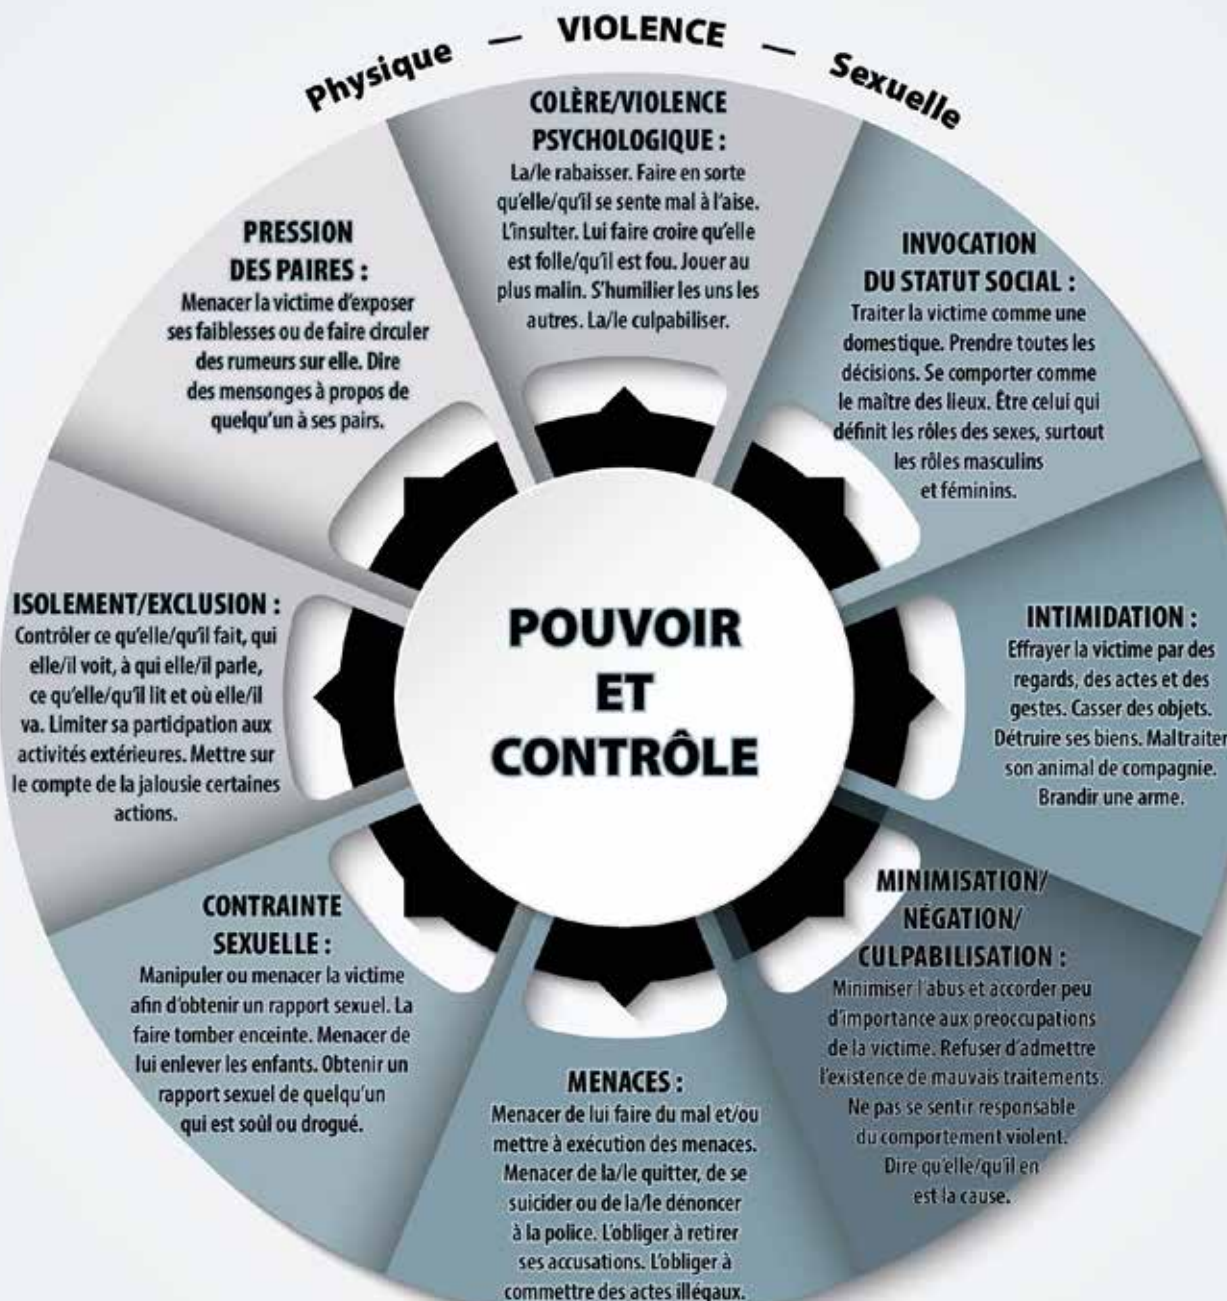 Physique — VIOLENCE — Sexuelle
COLÈRE/VIOLENCE
PSYCHOLOGIQUE :
La/le rabaisser. Faire en sorte
qu'elle/qu'il se sente mal à l'aise.
L'insulter. Lui faire croire qu'elle
est folle/qu'il est fou. Jouer au
plus malin. S'humilier les uns les
autres. La/le culpabiliser.
INVOCATION
DU STATUT SOCIAL :
Traiter la victime comme une
domestique. Prendre toutes les
décisions. Se comporter comme
le maître des lieux. Être celui qui
définit les rôles des sexes, surtout
les rôles masculins
et féminins.
INTIMIDATION :
Effrayer la victime par des
regards, des actes et des
gestes. Casser des objets.
Détruire ses biens. Maltraiter
son animal de compagnie.
Brandir une arme.
MINIMISATION/
NÉGATION/
CULPABILISATION :
Minimiser l'abus et accorder peu
d'importance aux preoccupations
de la victime. Refuser d'admettre
l'existence de mauvais traitements.
Ne pas se sentir responsable
du comportement violent.
Dire qu'elle/qu'il en
est la cause.
MENACES :
Menacer de lui faire du mal et/ou
mettre à exécution des menaces.
Menacer de la/le quitter, de se
suicider ou de la/le dénoncer
à la police. L'obliger à retirer
ses accusations. L'obliger à
commettre des actes illégaux.
CONTRAINTE
SEXUELLE :
Manipuler ou menacer la victime
afin d'obtenir un rapport sexuel. La
faire tomber enceinte. Menacer de
lui enlever les enfants. Obtenir un
rapport sexuel de quelqu'un
qui est soûl ou drogué.
ISOLEMENT/EXCLUSION :
Contrôler ce qu'elle/qu'il fait, qui
elle/il voit, à qui elle/il parle,
ce qu'elle/qu'il lit et où elle/il
va. Limiter sa participation aux
activités extérieures. Mettre sur
le compte de la jalousie certaines
actions.
PRESSION
DES PAIRES :
Menacer la victime d'exposer
ses faiblesses ou de faire circuler
des rumeurs sur elle. Dire
des mensonges à propos de
quelqu'un à ses pairs.
POUVOIR
ET
CONTRÔLE